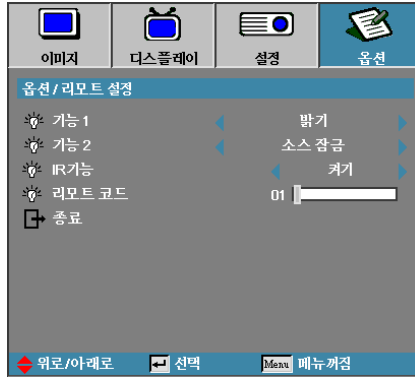 이미지 디스플레이 설정 옵션
옵션 / 리모트 설정
기능 1 밝기
기능 2 소스 잠금
IR기능 켜기
리모트 코드 01
종료
위로/아래로 선택 Menu 메뉴꺼짐